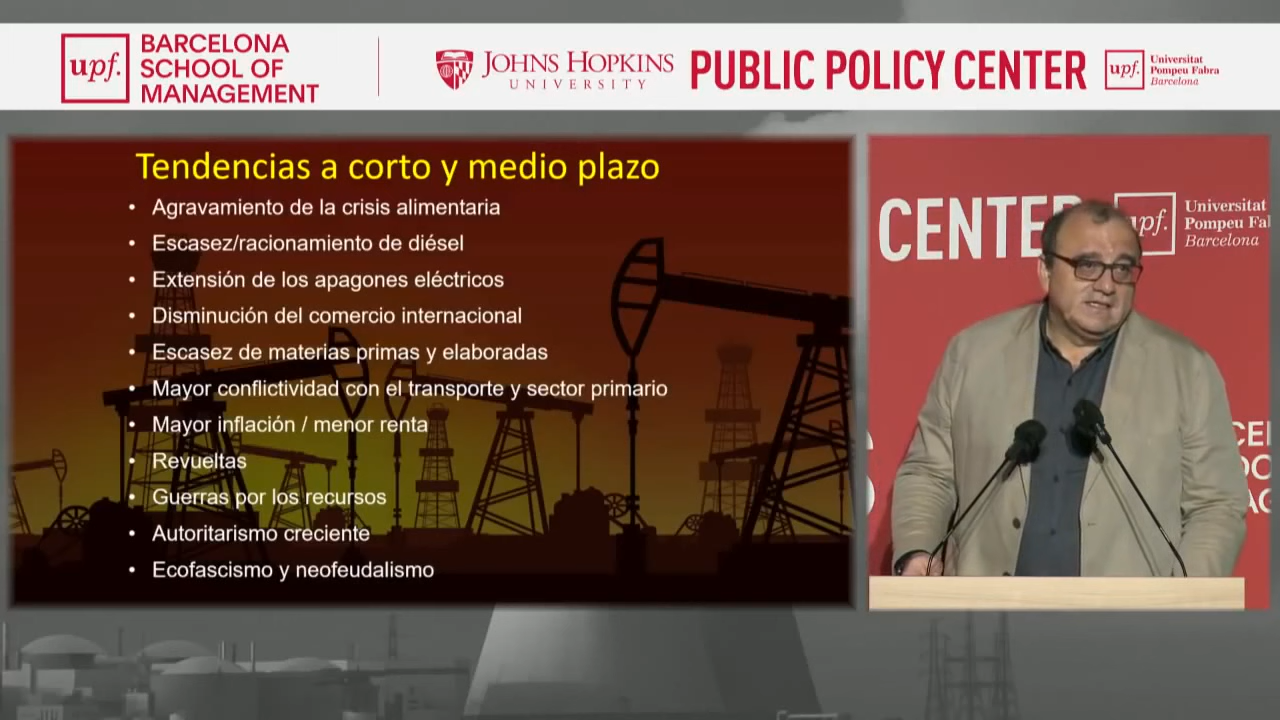 upf.
BARCELONA
SCHOOL OF
MANAGEMENT
JOHNS HOPKINS
UNIVERSITY
PUBLIC POLICY CENTER
upf.
Universitat
Pompeu Fabra
Barcelona
Tendencias a corto y medio plazo
• Agravamiento de la crisis alimentaria
• Escasez/racionamiento de diésel
• Extensión de los apagones eléctricos
• Disminución del comercio internacional
• Escasez de materias primas y elaboradas
• Mayor conflictividad con el transporte y sector primario
• Mayor inflación / menor renta
• Revueltas
• Guerras por los recursos
• Autoritarismo creciente
• Ecofascismo y neofeudalismo
CENTER
upf.
Universitat
Pompeu Fa
Barcelona